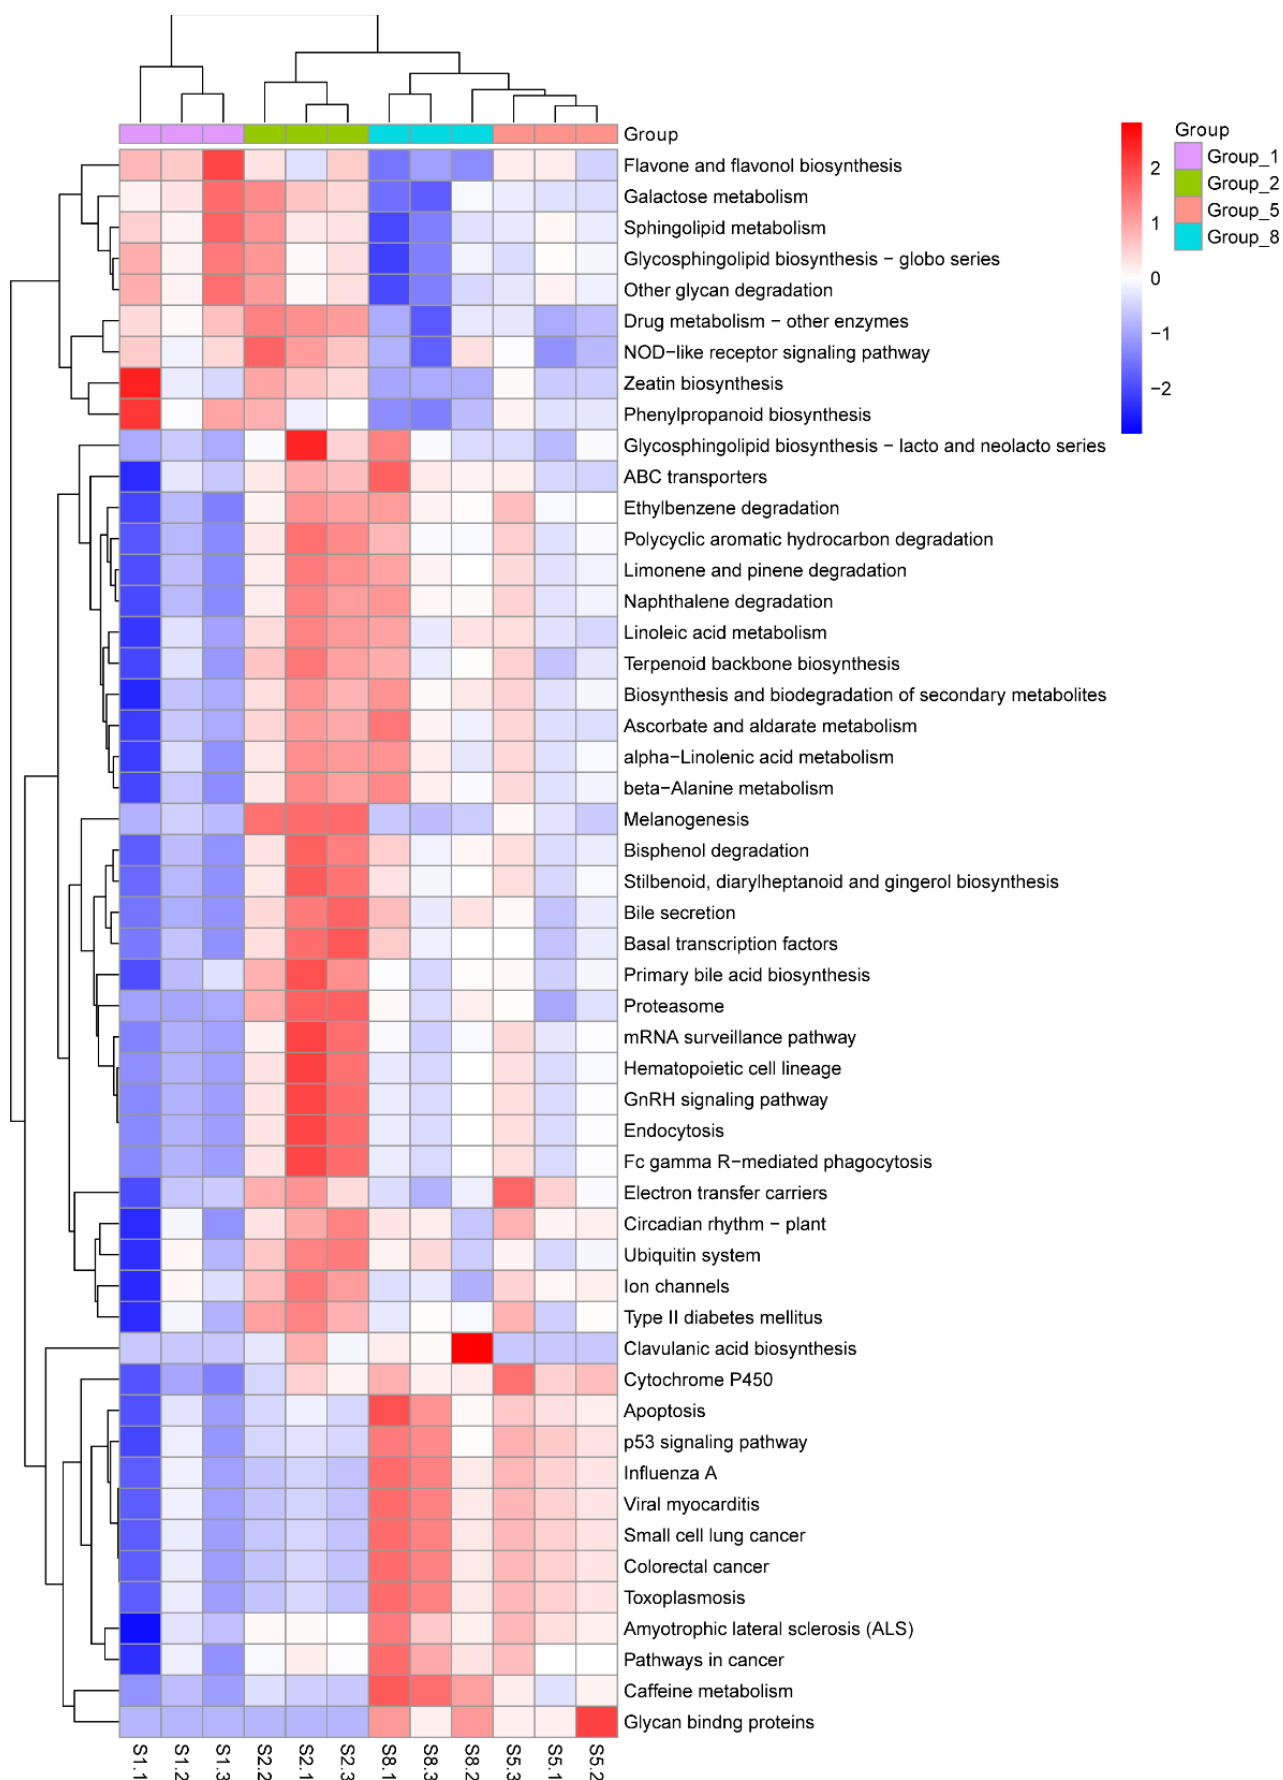 Group
Flavone and flavonol biosynthesis
Galactose metabolism
Sphingolipid metabolism
Glycosphingolipid biosynthesis − globo series
Other glycan degradation
Drug metabolism − other enzymes
NOD−like receptor signaling pathway
Zeatin biosynthesis
Phenylpropanoid biosynthesis
Glycosphingolipid biosynthesis − lacto and neolacto series
ABC transporters
Ethylbenzene degradation
Polycyclic aromatic hydrocarbon degradation
Limonene and pinene degradation
Naphthalene degradation
Linoleic acid metabolism
Terpenoid backbone biosynthesis
Biosynthesis and biodegradation of secondary metabolites
Ascorbate and aldarate metabolism
alpha−Linolenic acid metabolism
beta−Alanine metabolism
Melanogenesis
Bisphenol degradation
Stilbenoid, diarylheptanoid and gingerol biosynthesis
Bile secretion
Basal transcription factors
Primary bile acid biosynthesis
Proteasome
mRNA surveillance pathway
Hematopoietic cell lineage
GnRH signaling pathway
Endocytosis
Fc gamma R−mediated phagocytosis
Electron transfer carriers
Circadian rhythm − plant
Ubiquitin system
Ion channels
Type II diabetes mellitus
Clavulanic acid biosynthesis
Cytochrome P450
Apoptosis
p53 signaling pathway
Influenza A
Viral myocarditis
Small cell lung cancer
Colorectal cancer
Toxoplasmosis
Amyotrophic lateral sclerosis (ALS)
Pathways in cancer
Caffeine metabolism
Glycan bindng proteins
S1.1
S1.2
S1.3
S2.2
S2.1
S2.3
S8.1
S8.3
S8.2
S5.3
S5.1
S5.2
2
1
0
−1
−2
Group
Group_1
Group_2
Group_5
Group_8